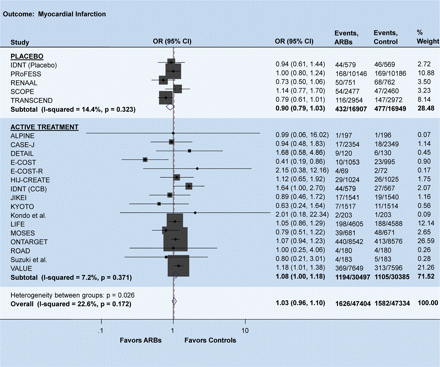 Outcome: Myocardial Infarction
OR (95% CI) Events, Events, %
Study OR (95% CI) ARBs Control Weight
PLACEBO
IDNT (Placebo) 0.94 (0.61, 1.44) 44/579 46/569 2.72
PRoFESS 1.00 (0.80, 1.24) 168/10146 169/10186 10.88
RENAAL 0.73 (0.50, 1.06) 50/751 68/762 3.50
SCOPE 1.14 (0.77, 1.70) 54/2477 47/2460 3.23
TRANSCEND 0.79 (0.61, 1.01) 116/2954 147/2972 8.14
Subtotal (I-squared = 14.4%, p = 0.323) 0.90 (0.79, 1.03) 432/16907 477/16949 28.48
ACTIVE TREATMENT
ALPINE 0.99 (0.06, 16.02) 1/197 1/196 0.07
CASE-J 0.94 (0.48, 1.83) 17/2354 18/2349 1.14
DETAIL 1.68 (0.58, 4.86) 9/120 6/130 0.45
E-COST 0.41 (0.19, 0.86) 10/1053 23/995 0.90
E-COST-R 2.15 (0.38, 12.16) 4/69 2/72 0.17
HIJ-CREATE 1.12 (0.65, 1.92) 29/1024 26/1025 1.75
IDNT (CCB) 1.64 (1.00, 2.70) 44/579 27/567 2.07
JIKEI 0.89 (0.46, 1.72) 17/1541 19/1540 1.16
KYOTO 0.63 (0.24, 1.64) 7/1517 11/1514 0.56
Kondo et al. 2.01 (0.18, 22.34) 2/203 1/203 0.09
LIFE 1.05 (0.86, 1.29) 198/4605 188/4588 12.14
MOSES 0.79 (0.51, 1.22) 39/681 48/671 2.65
ONTARGET 1.07 (0.94, 1.23) 440/8542 413/8576 26.59
ROAD 1.00 (0.25, 4.06) 4/180 4/180 0.26
Suzuki et al. 0.80 (0.21, 3.01) 4/183 5/183 0.28
VALUE 1.18 (1.01, 1.38) 369/7649 313/7596 21.26
Subtotal (I-squared = 7.2%, p = 0.371) 1.08 (1.00, 1.18) 1194/30497 1105/30385 71.52
Heterogeneity between groups: p = 0.026
Overall (I-squared = 22.6%, p = 0.172) 1.03 (0.96, 1.10) 1626/47404 1582/47334 100.00
.1 1 10
Favors ARBs Favors Controls